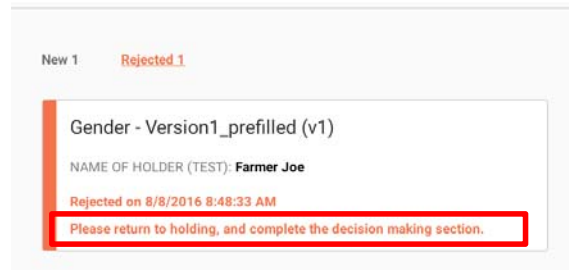 New 1 Rejected 1
Gender - Version1_prefilled (v1)
NAME OF HOLDER (TEST): Farmer Joe
Rejected on 8/8/2016 8:48:33 AM
Please return to holding, and complete the decision making section.